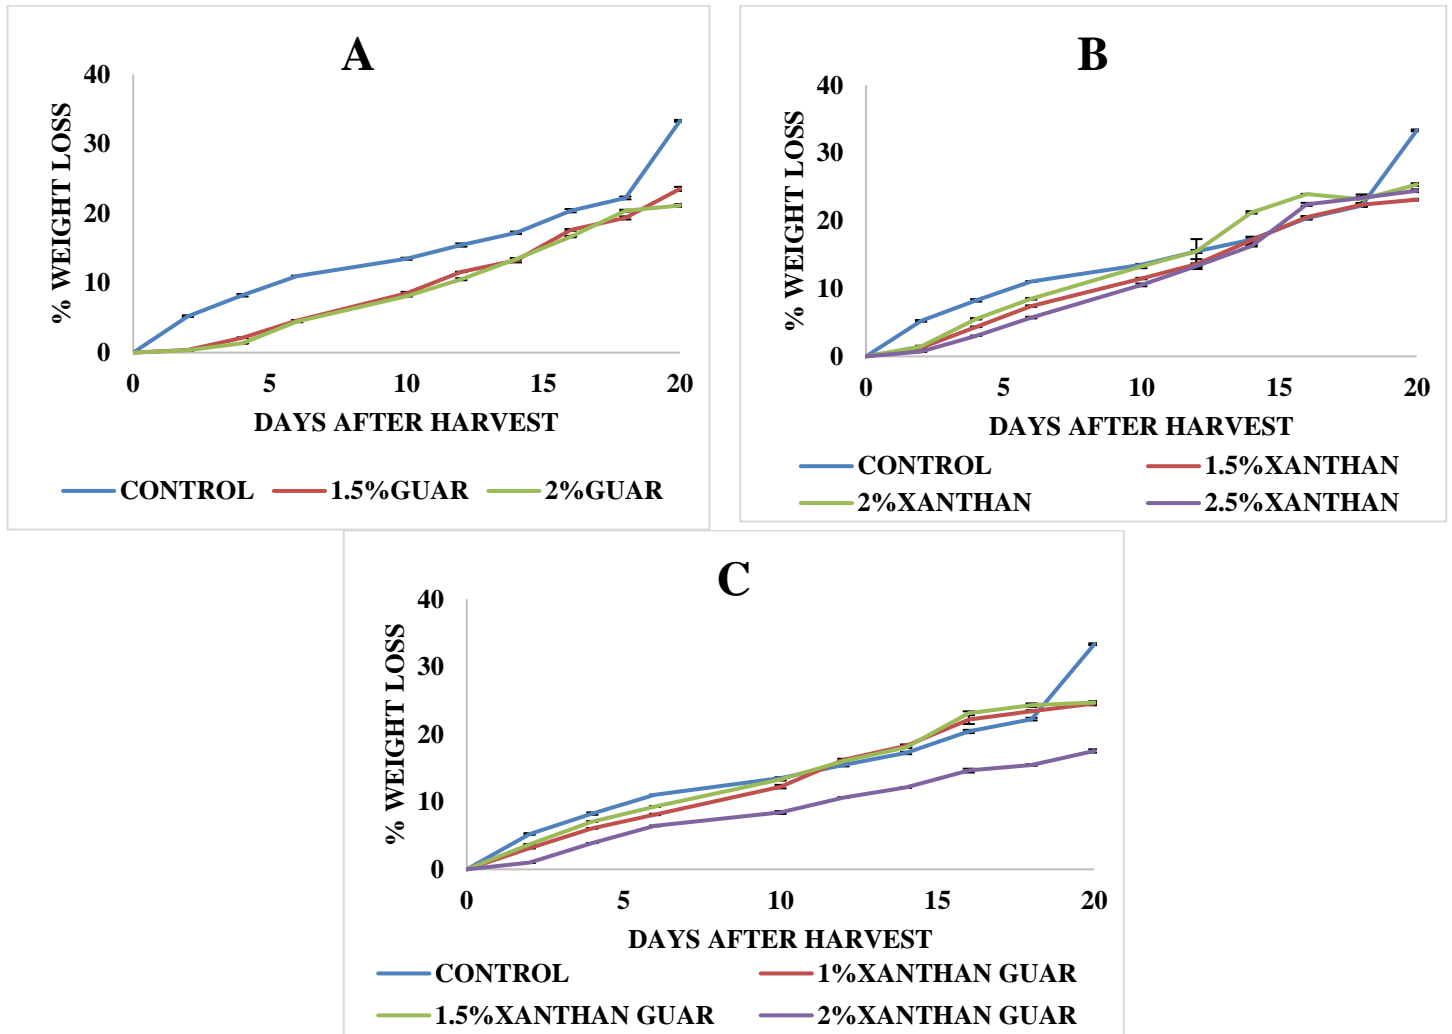 A
% WEIGHT LOSS
40
30
20
10
0
0 5 10 15 20
DAYS AFTER HARVEST
CONTROL 1.5%GUAR 2%GUAR
B
% WEIGHT LOSS
40
30
20
10
0
0 5 10 15 20
DAYS AFTER HARVEST
CONTROL 1.5%XANTHAN
2%XANTHAN 2.5%XANTHAN
C
% WEIGHT LOSS
40
30
20
10
0
0 5 10 15 20
DAYS AFTER HARVEST
CONTROL 1%XANTHAN GUAR
1.5%XANTHAN GUAR 2%XANTHAN GUAR